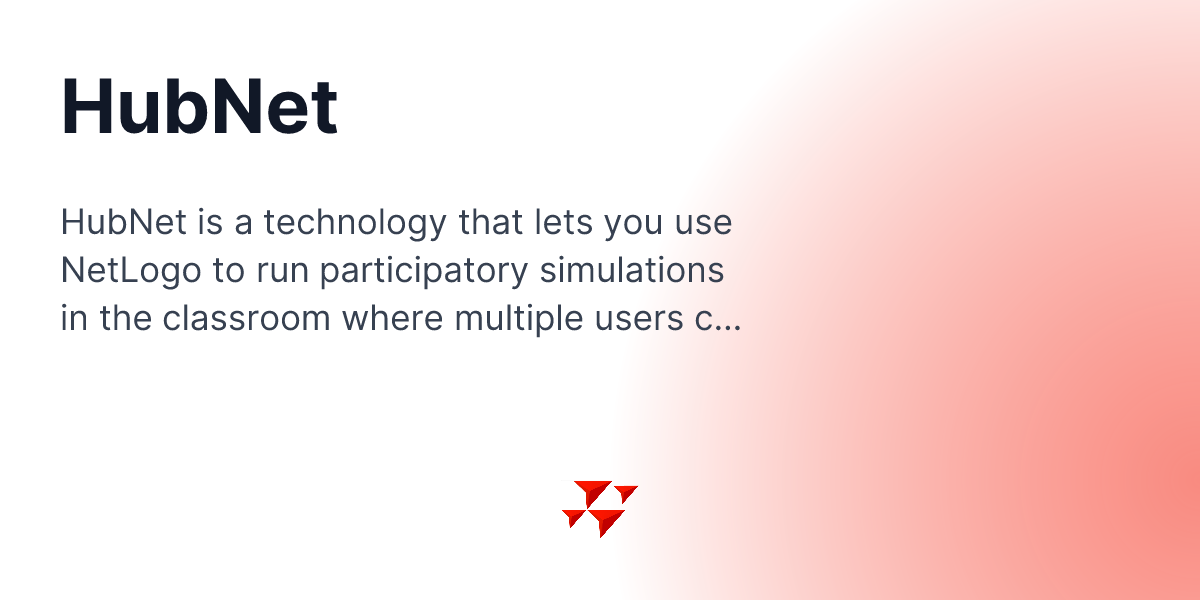 HubNet
HubNet is a technology that lets you use
NetLogo to run participatory simulations
in the classroom where multiple users c...